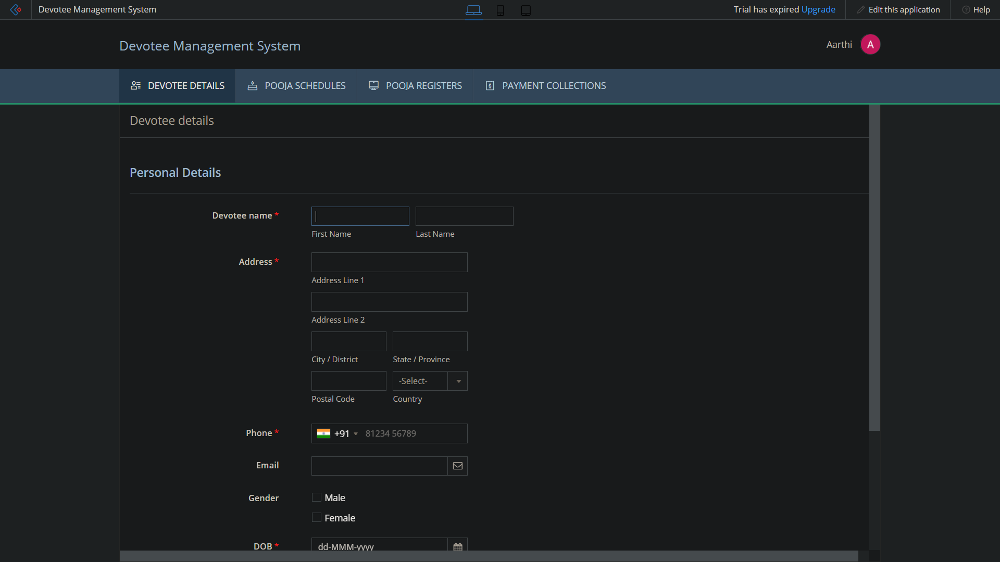 Devotee Management System
Trial has expired Upgrade
Edit this application
Help
Devotee Management System
Aarthi A
DEVOTEE DETAILS
POOJA SCHEDULES
POOJA REGISTERS
PAYMENT COLLECTIONS
Devotee details
Personal Details
Devotee name *
First Name
Last Name
Address *
Address Line 1
Address Line 2
City / District
State / Province
-Select-
Postal Code
Country
Phone *
+91
81234 56789
Email
Gender
Male
Female
DOB *
dd-MMM-yyyy